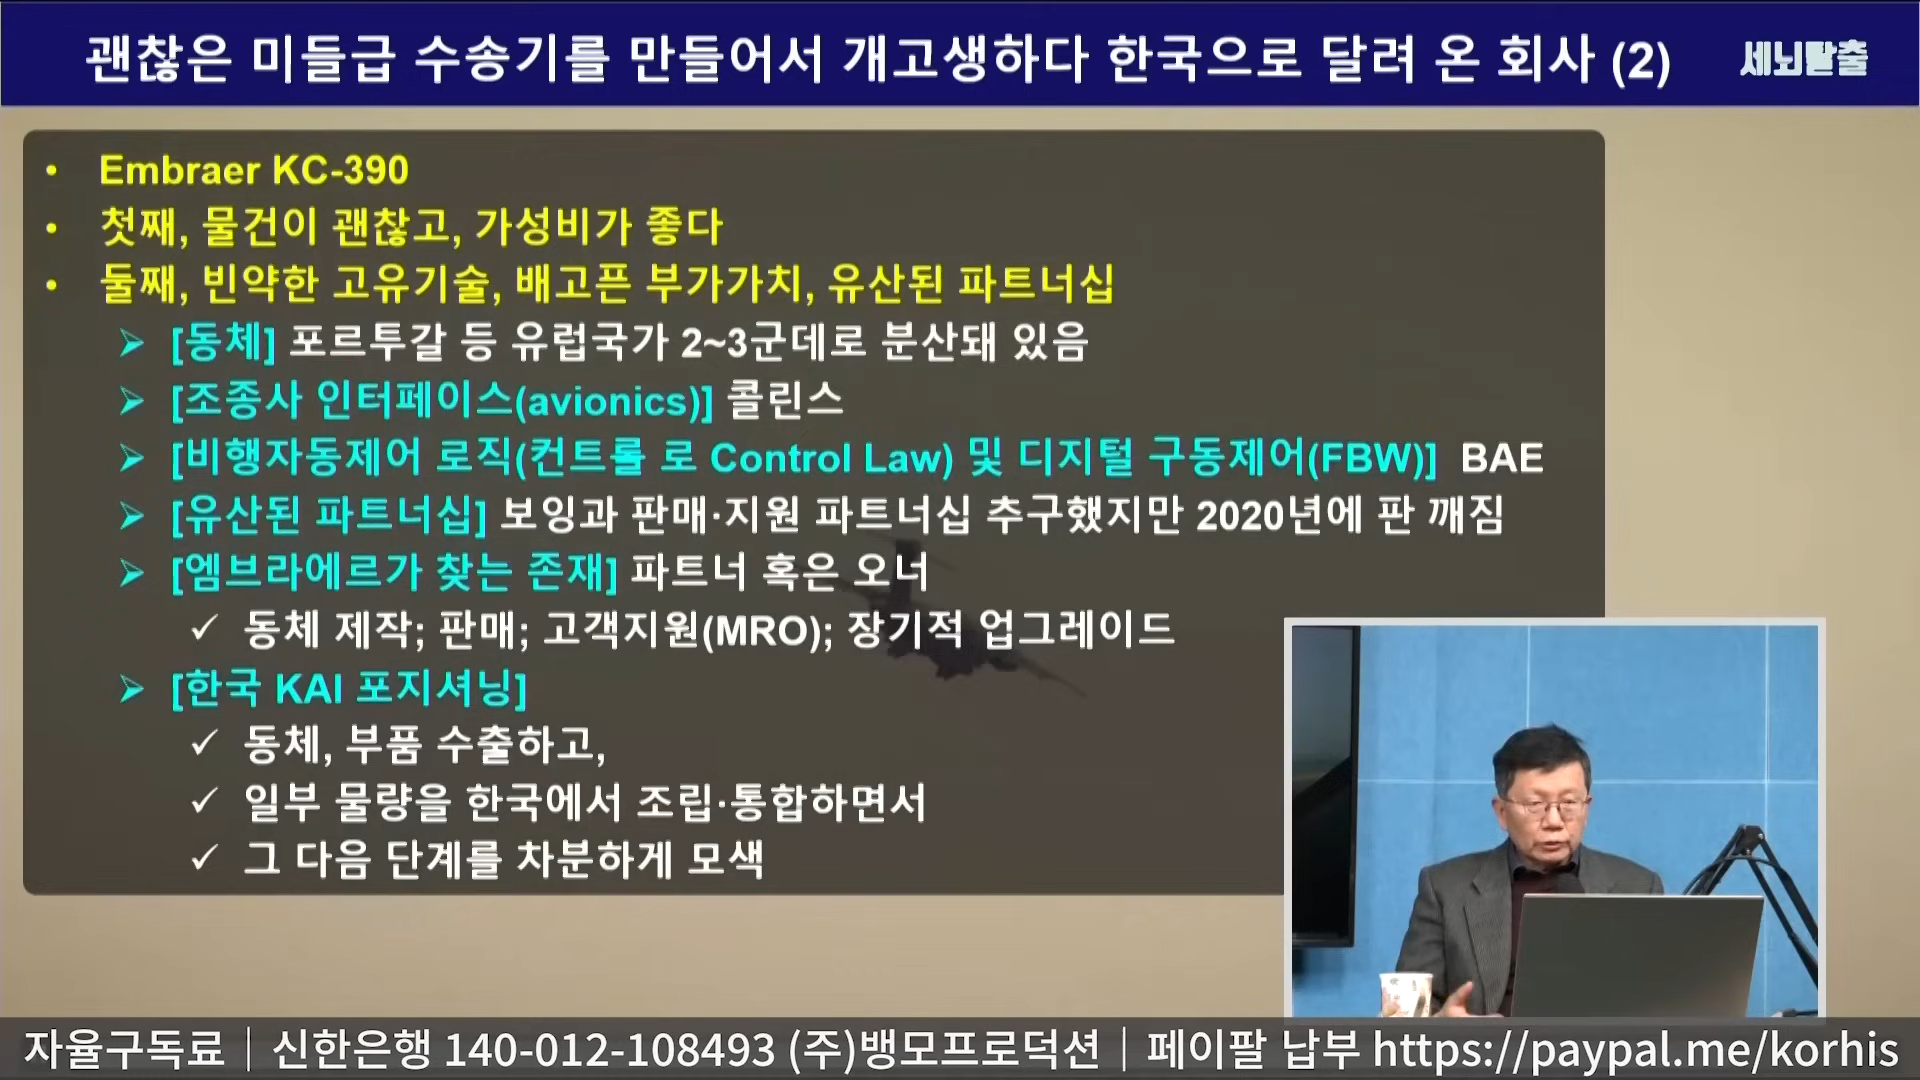 괜찮은 미들급 수송기를 만들어서 개고생하다 한국으로 달려 온 회사 (2)
세뇌탈출
• Embraer KC-390
• 첫째, 물건이 괜찮고, 가성비가 좋다
• 둘째, 빈약한 고유기술, 배고픈 부가가치, 유산된 파트너십
➢ [동체] 포르투갈 등 유럽국가 2~3군데로 분산돼 있음
➢ [조종사 인터페이스(avionics)] 콜린스
➢ [비행자동제어 로직(컨트롤 로 Control Law) 및 디지털 구동제어(FBW)] BAE
➢ [유산된 파트너십] 보잉과 판매·지원 파트너십 추구했지만 2020년에 판 깨짐
➢ [엠브라에르가 찾는 존재] 파트너 혹은 오너
✓ 동체 제작; 판매; 고객지원(MRO); 장기적 업그레이드
➢ [한국 KAI 포지셔닝]
✓ 동체, 부품 수출하고,
✓ 일부 물량을 한국에서 조립·통합하면서
✓ 그 다음 단계를 차분하게 모색
자율구독료│신한은행 140-012-108493 (주)뱅모프로덕션│페이팔 납부 https://paypal.me/korhis